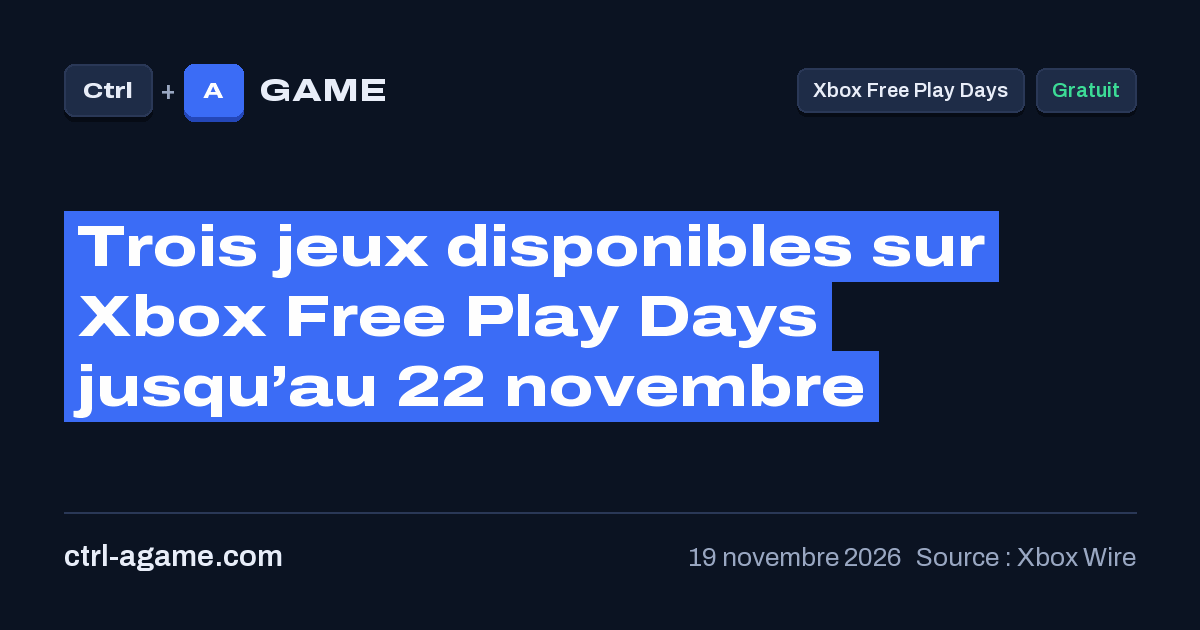 Ctrl + A GAME
Xbox Free Play Days
Gratuit
Trois jeux disponibles sur
Xbox Free Play Days
jusqu’au 22 novembre
ctrl-agame.com
19 novembre 2026 Source : Xbox Wire